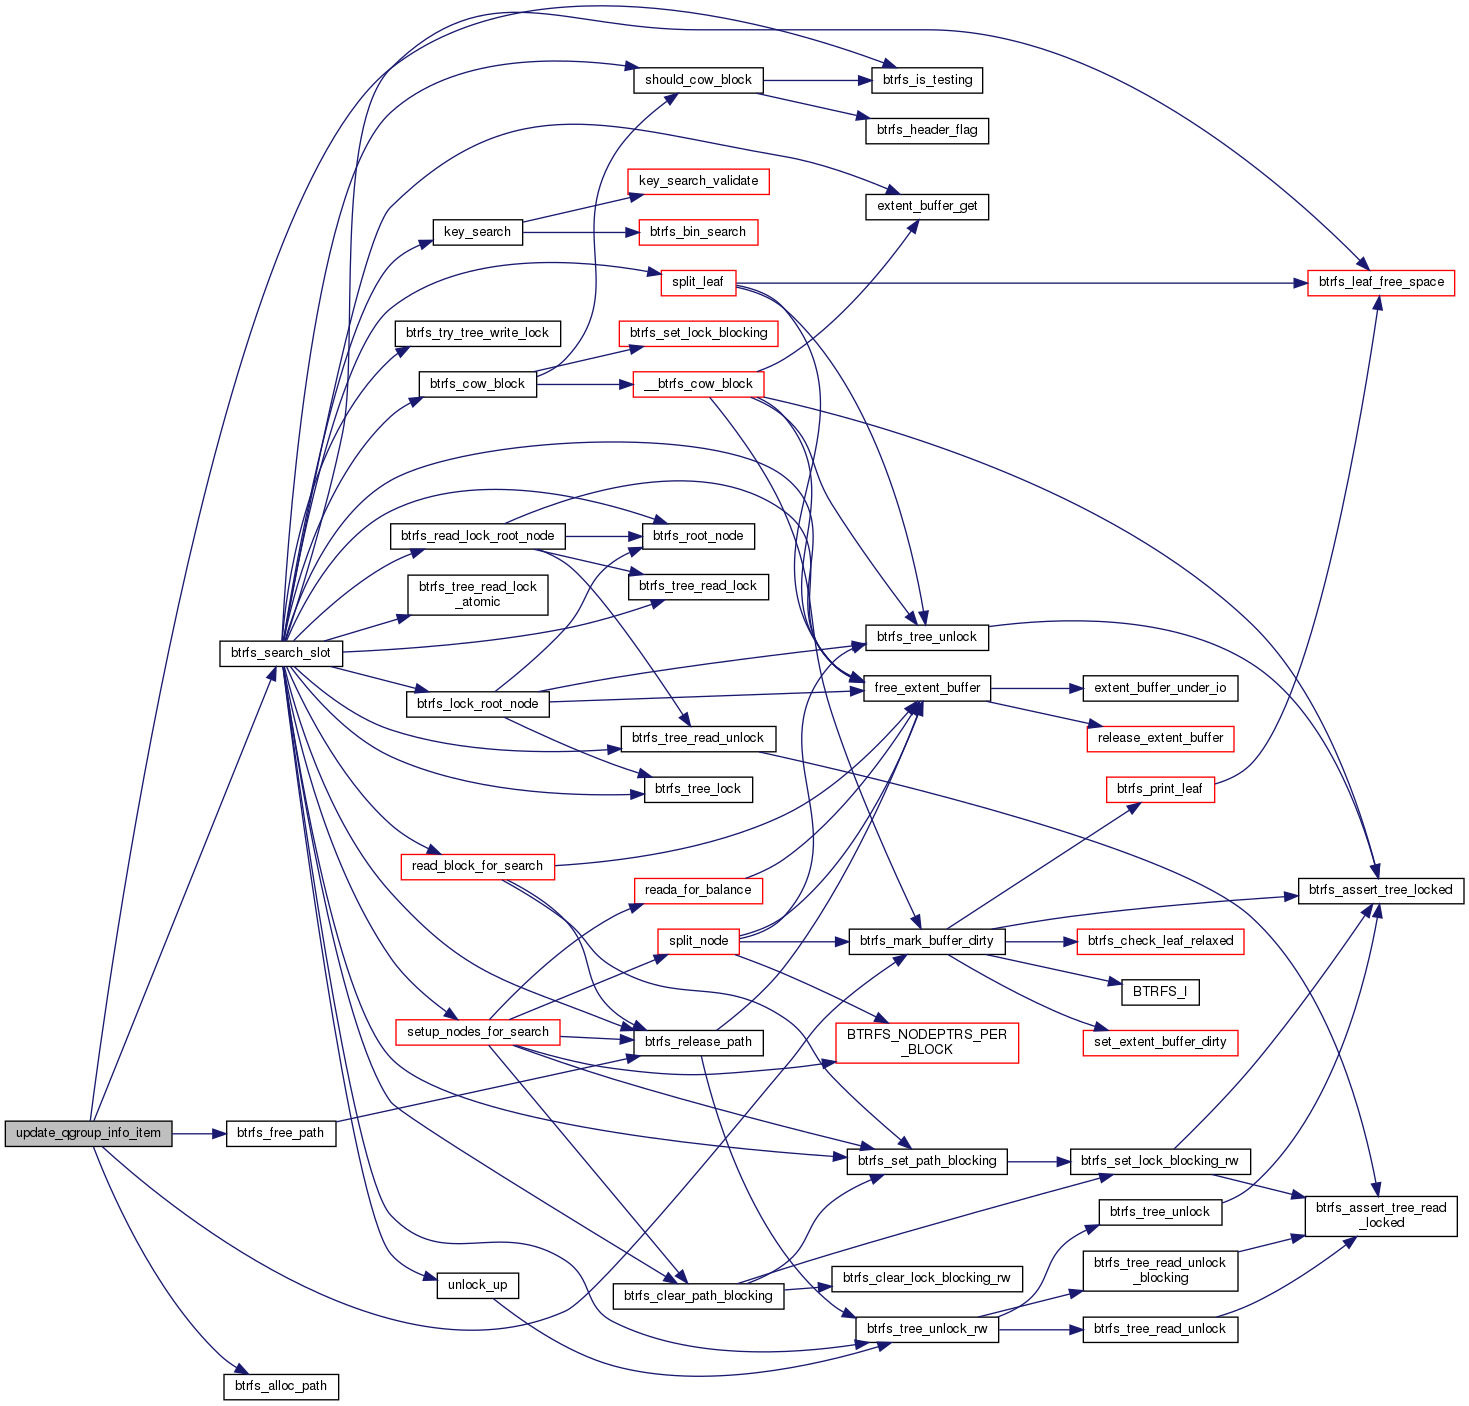 should_cow_block
btrfs_is_testing
btrfs_header_flag
key_search_validate
extent_buffer_get
key_search
btrfs_bin_search
split_leaf
btrfs_leaf_free_space
btrfs_try_tree_write_lock
btrfs_set_lock_blocking
btrfs_cow_block
__btrfs_cow_block
btrfs_read_lock_root_node
btrfs_root_node
btrfs_tree_read_lock
_atomic
btrfs_tree_read_lock
btrfs_search_slot
btrfs_tree_unlock
free_extent_buffer
extent_buffer_under_io
btrfs_lock_root_node
btrfs_tree_read_unlock
release_extent_buffer
btrfs_tree_lock
btrfs_print_leaf
read_block_for_search
reada_for_balance
btrfs_assert_tree_locked
split_node
btrfs_mark_buffer_dirty
btrfs_check_leaf_relaxed
BTRFS_I
setup_nodes_for_search
btrfs_release_path
BTRFS_NODEPTRS_PER
_BLOCK
set_extent_buffer_dirty
update_qgroup_info_item
btrfs_free_path
btrfs_set_path_blocking
btrfs_set_lock_blocking_rw
btrfs_tree_unlock
btrfs_assert_tree_read
_locked
unlock_up
btrfs_clear_path_blocking
btrfs_clear_lock_blocking_rw
btrfs_tree_read_unlock
_blocking
btrfs_tree_unlock_rw
btrfs_tree_read_unlock
btrfs_alloc_path